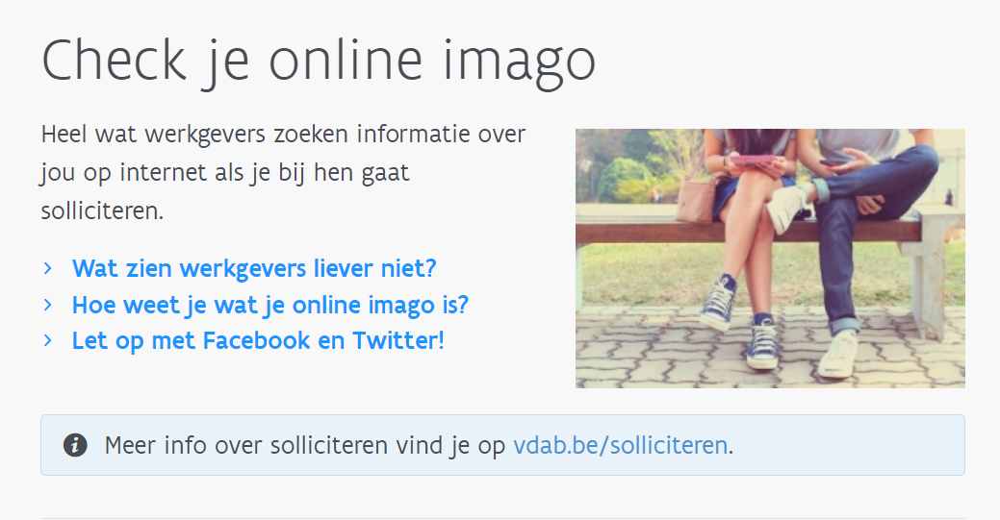 Check je online imago
Heel wat werkgevers zoeken informatie over
jou op internet als je bij hen gaat
solliciteren.
Wat zien werkgevers liever niet?
Hoe weet je wat je online imago is?
Let op met Facebook en Twitter!
Meer info over solliciteren vind je op vdab.be/solliciteren.